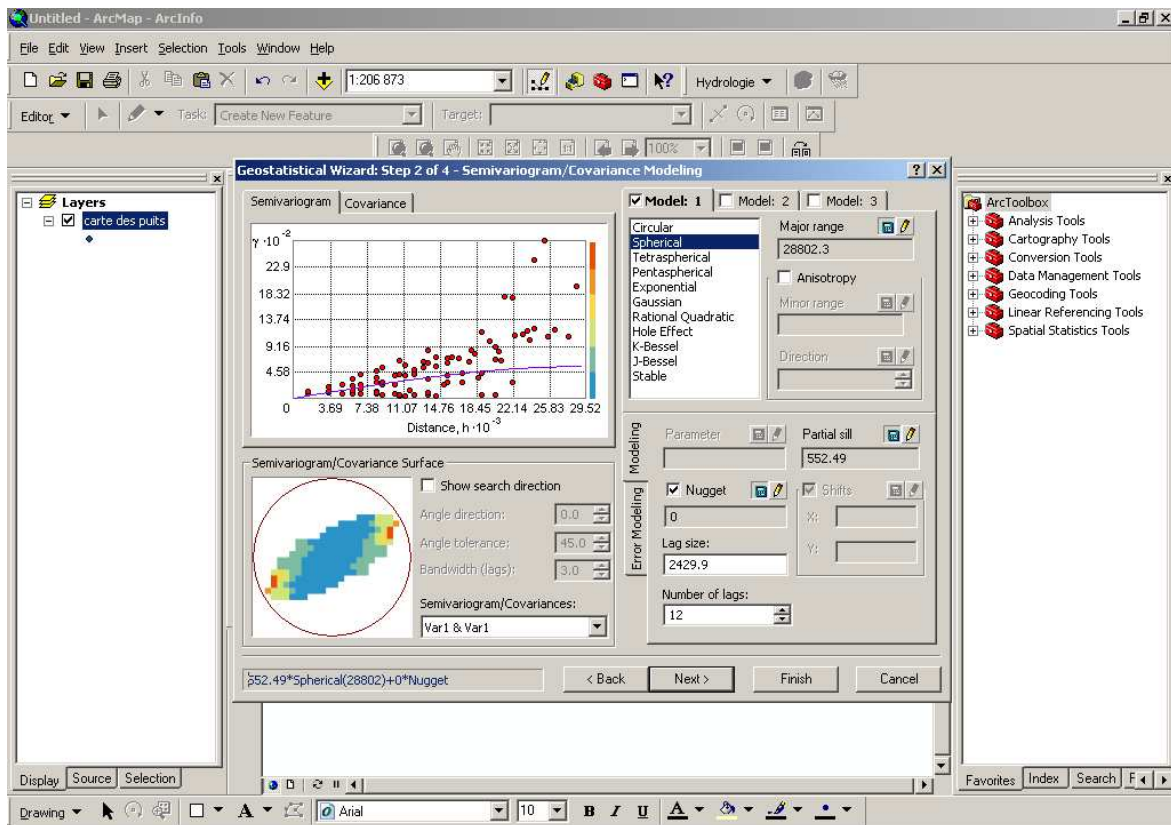 Untitled - ArcMap - ArcInfo
File Edit View Insert Selection Tools Window Help
1:206 873
Hydrologie
Editor
Task: Create New Feature
Target:
100%
Layers
carte des puits
Display Source Selection
Geostatistical Wizard: Step 2 of 4 - Semivariogram/Covariance Modeling
Semivariogram Covariance
γ ·10⁻²
22.9
18.32
13.74
9.16
4.58
0 3.69 7.38 11.07 14.76 18.45 22.14 25.83 29.52
Distance, h ·10⁻³
Semivariogram/Covariance Surface
Show search direction
Angle direction: 0.0
Angle tolerance: 45.0
Bandwidth (lags): 3.0
Semivariogram/Covariances:
Var1 & Var1
Model: 1 Model: 2 Model: 3
Circular
Spherical
Tetraspherical
Pentaspherical
Exponential
Gaussian
Rational Quadratic
Hole Effect
K-Bessel
J-Bessel
Stable
Major range
28802.3
Anisotropy
Minor range
Direction
Modeling
Error Modeling
Parameter
Partial sill
552.49
Nugget
0
Shifts
X:
Y:
Lag size:
2429.9
Number of lags:
12
552.49*Spherical(28802)+0*Nugget
< Back Next > Finish Cancel
ArcToolbox
Analysis Tools
Cartography Tools
Conversion Tools
Data Management Tools
Geocoding Tools
Linear Referencing Tools
Spatial Statistics Tools
Favorites Index Search
Drawing
A
Arial
10
B I U A